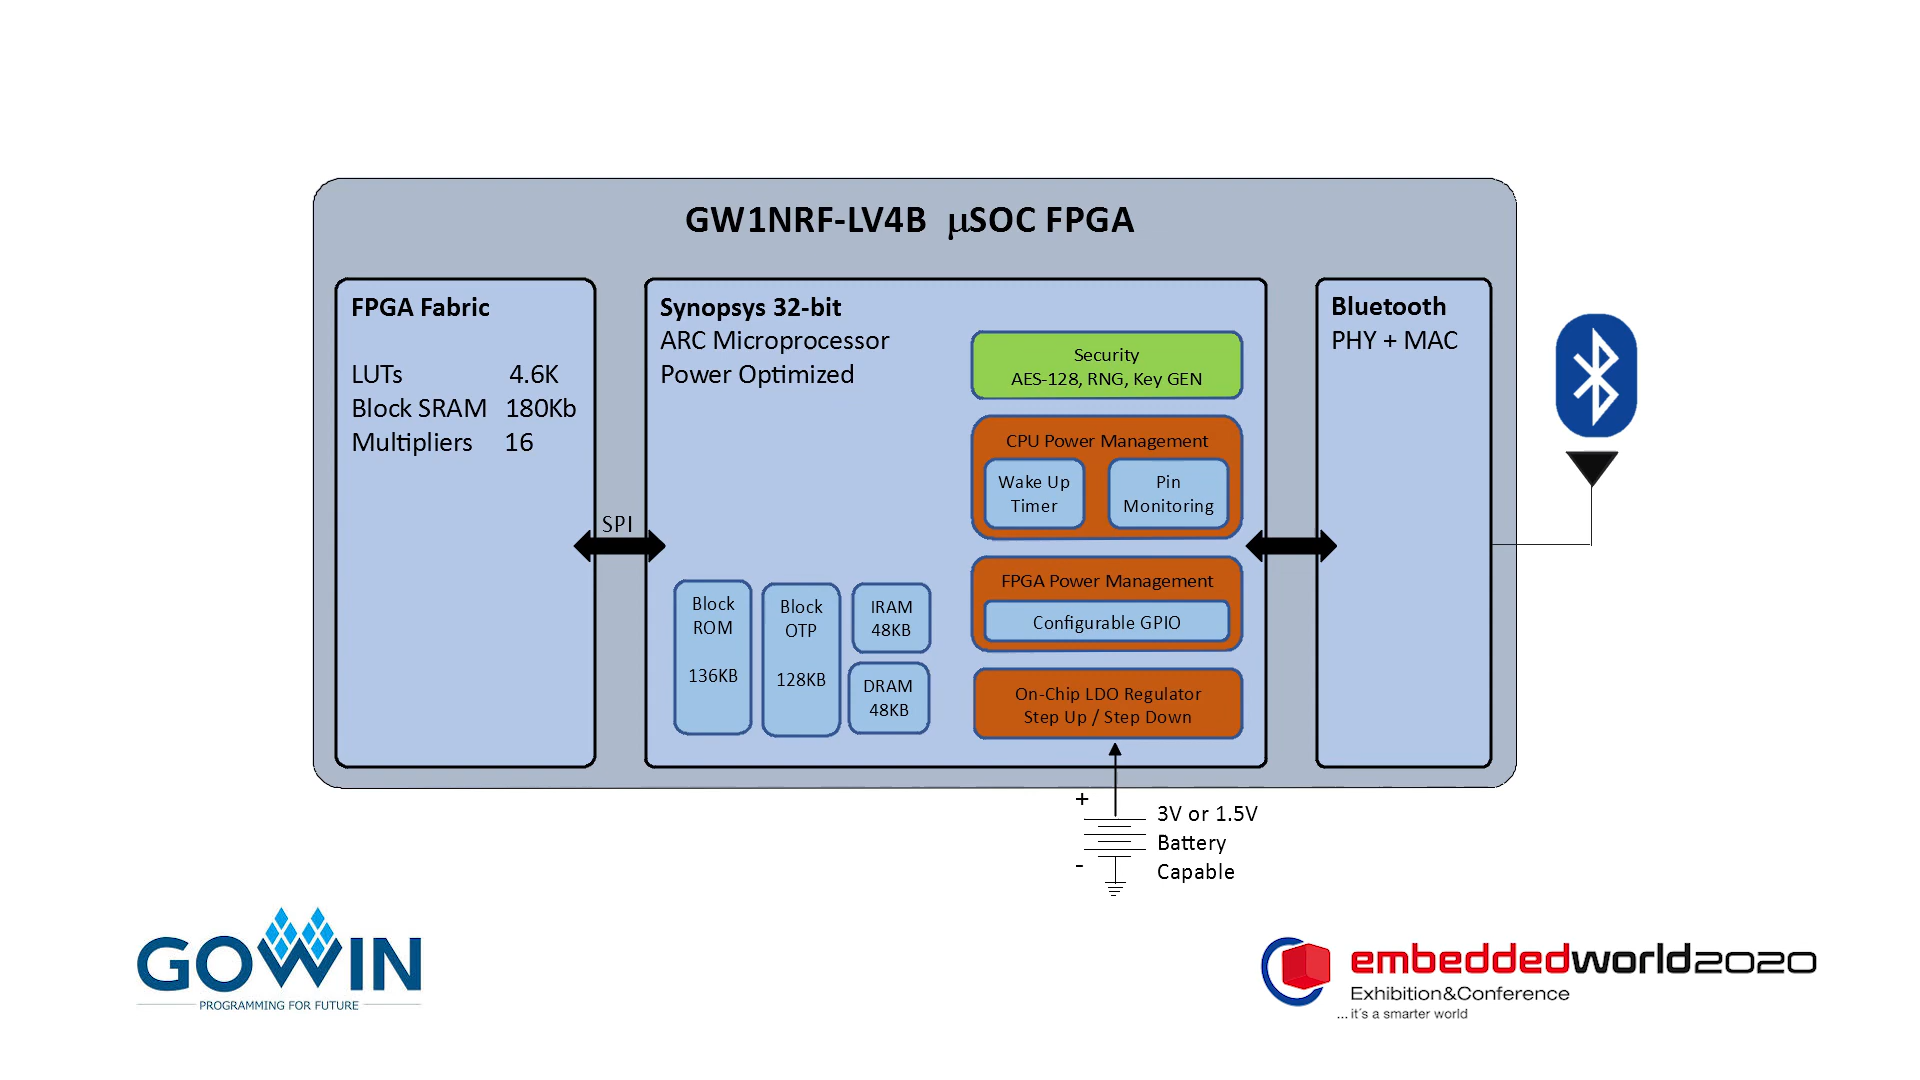 GW1NRF-LV4B μSOC FPGA
FPGA Fabric
LUTs 4.6K
Block SRAM 180Kb
Multipliers 16
SPI
Synopsys 32-bit
ARC Microprocessor
Power Optimized
Security
AES-128, RNG, Key GEN
CPU Power Management
Wake Up
Timer
Pin
Monitoring
FPGA Power Management
Configurable GPIO
On-Chip LDO Regulator
Step Up / Step Down
Block
ROM
136KB
Block
OTP
128KB
IRAM
48KB
DRAM
48KB
Bluetooth
PHY + MAC
+
-
3V or 1.5V
Battery
Capable
GOWIN
PROGRAMMING FOR FUTURE
embeddedworld2020
Exhibition&Conference
...it's a smarter world